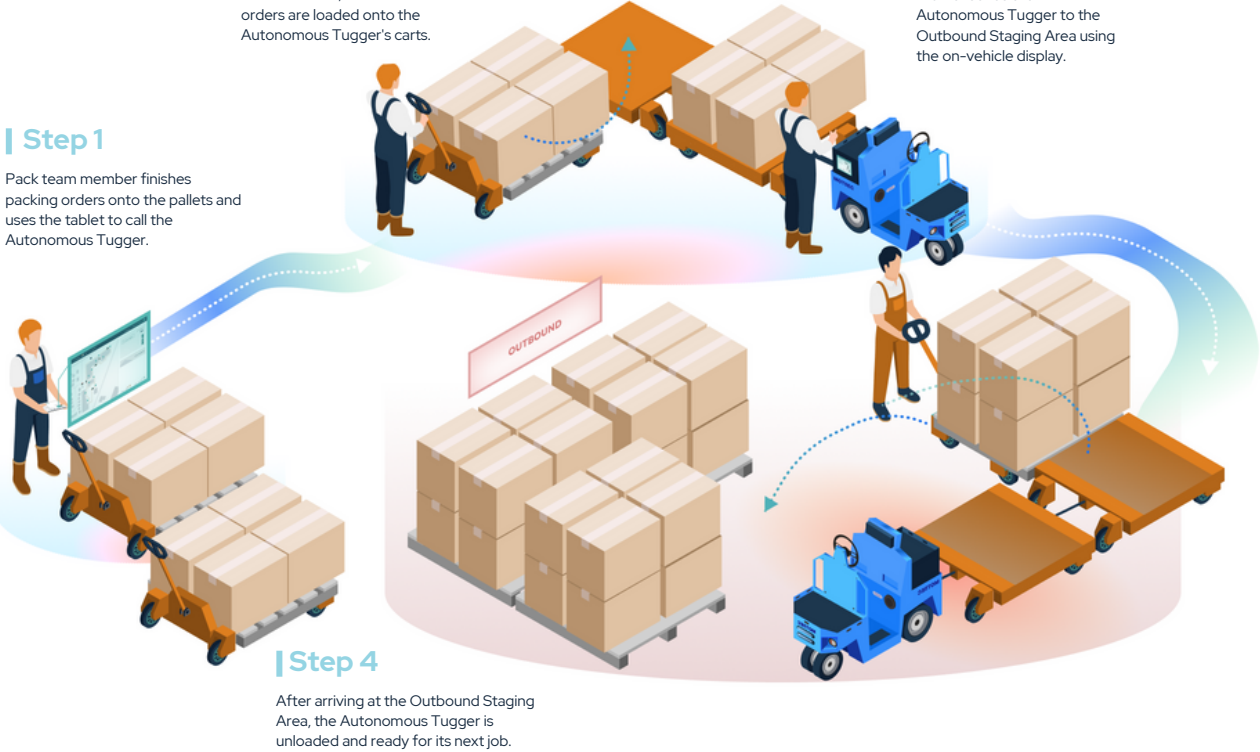 orders are loaded onto the
Autonomous Tugger's carts.
Autonomous Tugger to the
Outbound Staging Area using
the on-vehicle display.
Step 1
Pack team member finishes
packing orders onto the pallets and
uses the tablet to call the
Autonomous Tugger.
OUTBOUND
Step 4
After arriving at the Outbound Staging
Area, the Autonomous Tugger is
unloaded and ready for its next job.